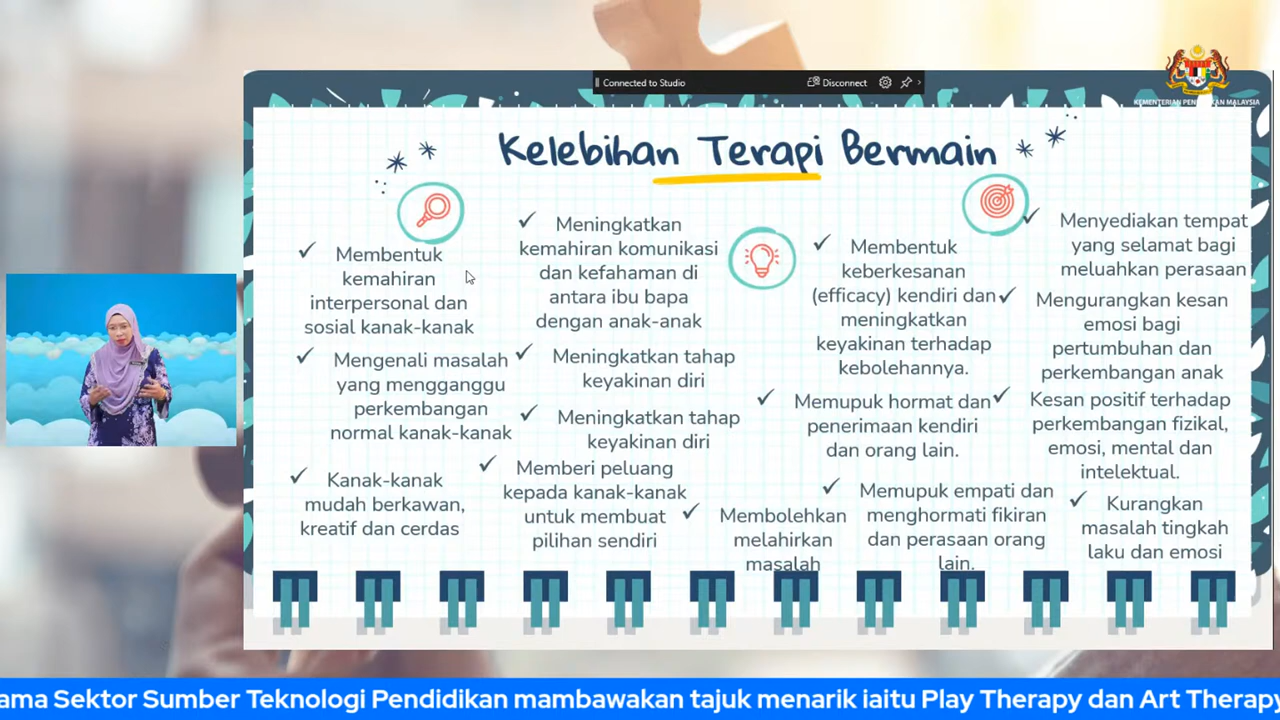 Connected to Studio
Disconnect
KEMENTERIAN PENDIDIKAN MALAYSIA
Kelebihan Terapi Bermain
Membentuk
kemahiran
interpersonal dan
sosial kanak-kanak
Mengenali masalah
yang mengganggu
perkembangan
normal kanak-kanak
Kanak-kanak
mudah berkawan,
kreatif dan cerdas
Meningkatkan
kemahiran komunikasi
dan kefahaman di
antara ibu bapa
dengan anak-anak
Meningkatkan tahap
keyakinan diri
Meningkatkan tahap
keyakinan diri
Memberi peluang
kepada kanak-kanak
untuk membuat
pilihan sendiri
Membolehkan
melahirkan
masalah
Membentuk
keberkesanan
(efficacy) kendiri dan
meningkatkan
keyakinan terhadap
kebolehannya.
Memupuk hormat dan
penerimaan kendiri
dan orang lain.
Memupuk empati dan
menghormati fikiran
dan perasaan orang
lain.
Menyediakan tempat
yang selamat bagi
meluahkan perasaan
Mengurangkan kesan
emosi bagi
pertumbuhan dan
perkembangan anak
Kesan positif terhadap
perkembangan fizikal,
emosi, mental dan
intelektual.
Kurangkan
masalah tingkah
laku dan emosi
ama Sektor Sumber Teknologi Pendidikan mambawakan tajuk menarik iaitu Play Therapy dan Art Therapy